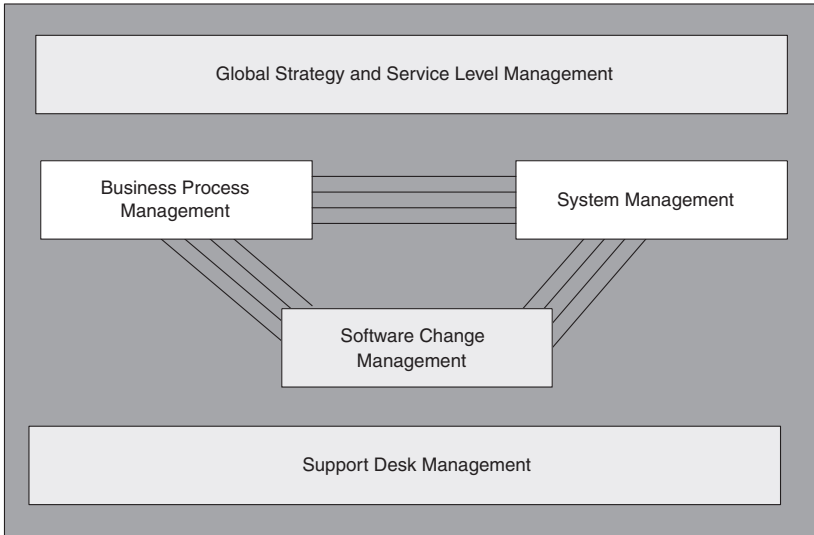 Global Strategy and Service Level Management
Business Process
Management
System Management
Software Change
Management
Support Desk Management